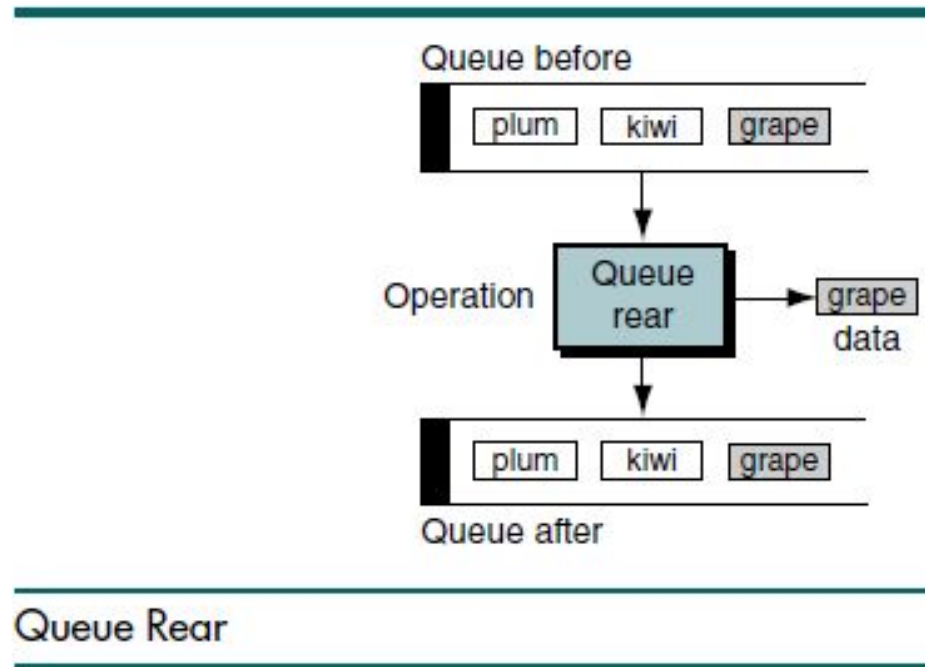 Queue before
plum kiwi grape
Queue
rear
Operation
grape
data
plum kiwi grape
Queue after
Queue Rear